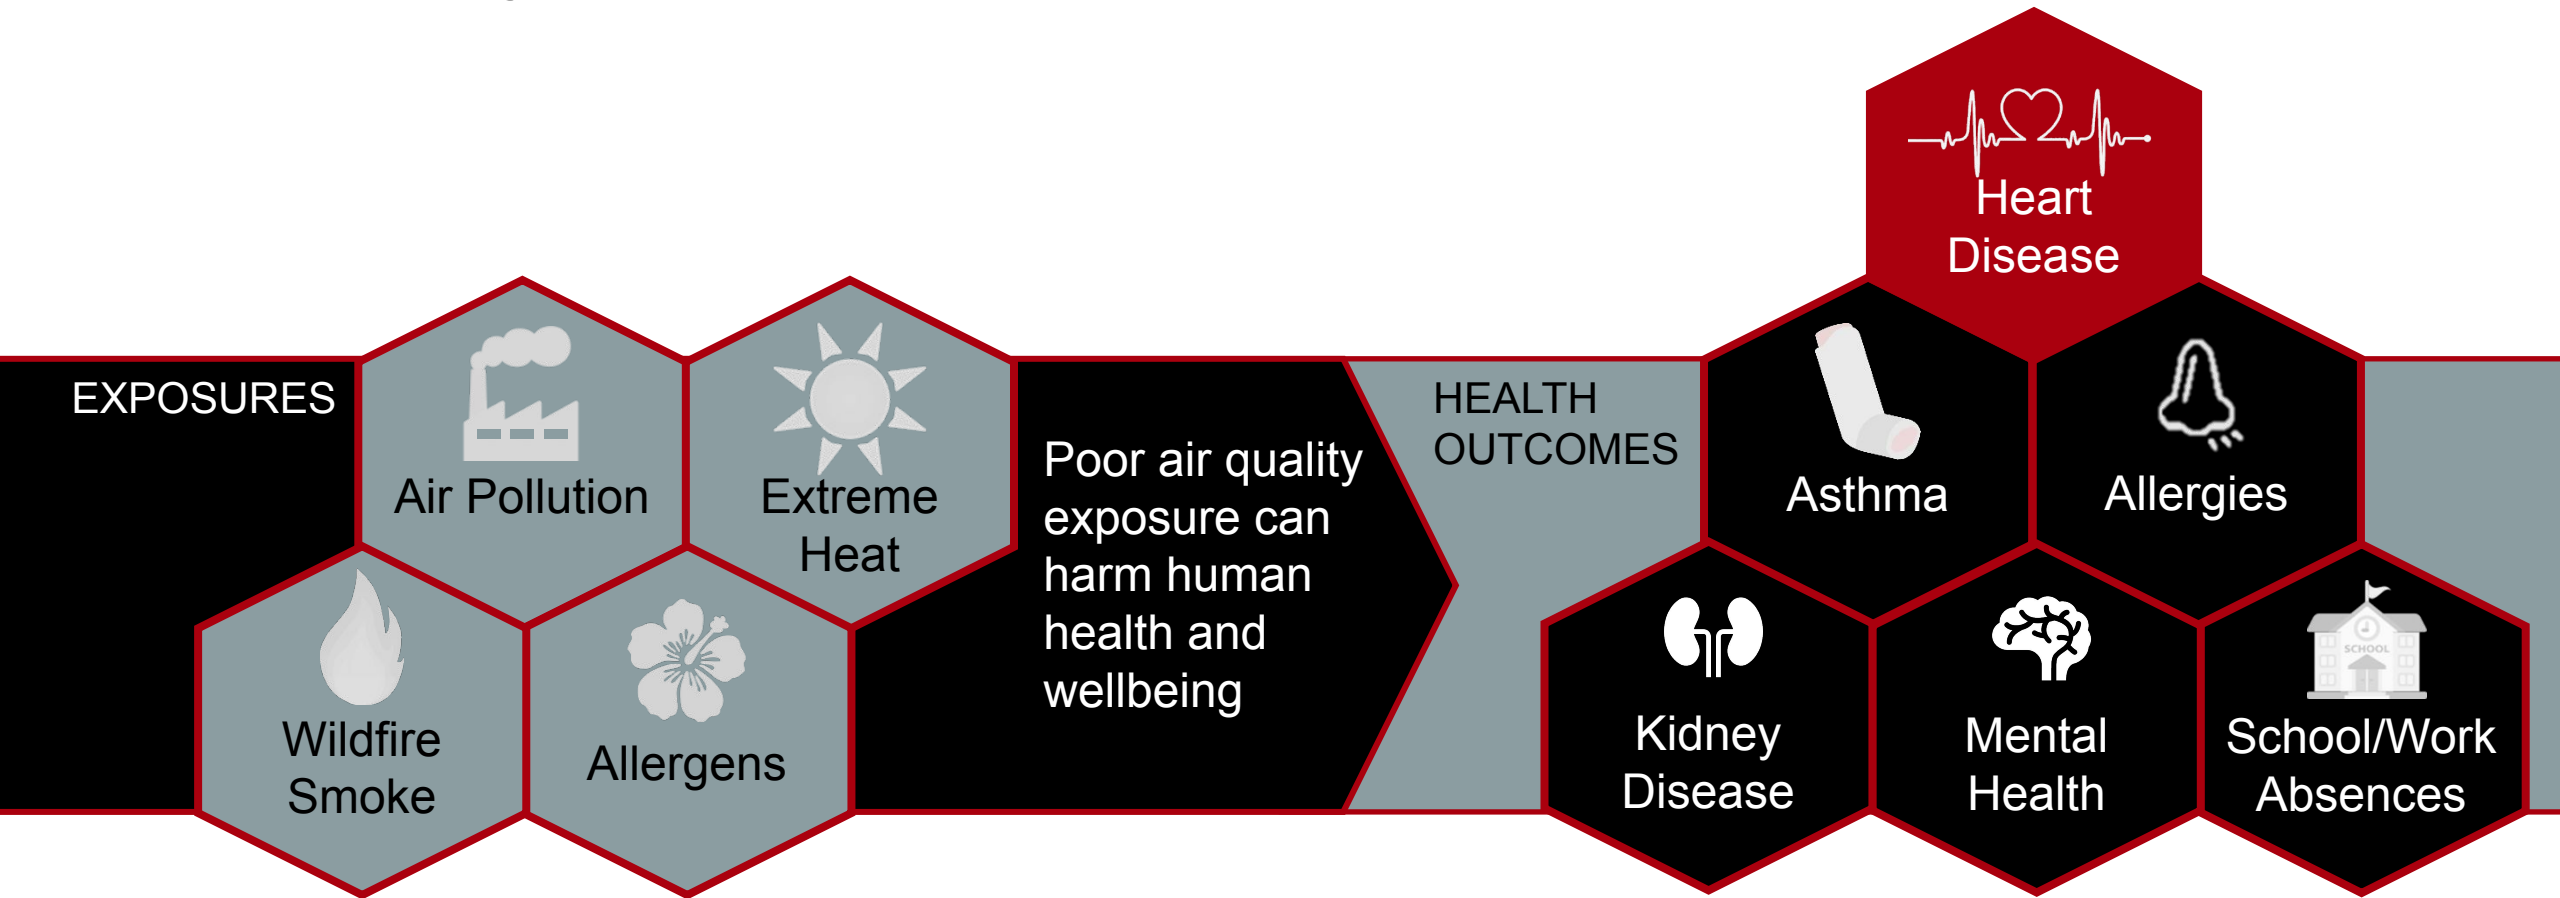 EXPOSURES
Air Pollution
Extreme
Heat
Wildfire
Smoke
Allergens
Poor air quality
exposure can
harm human
health and
wellbeing
HEALTH
OUTCOMES
Heart
Disease
Asthma
Allergies
Kidney
Disease
Mental
Health
SCHOOL
School/Work
Absences